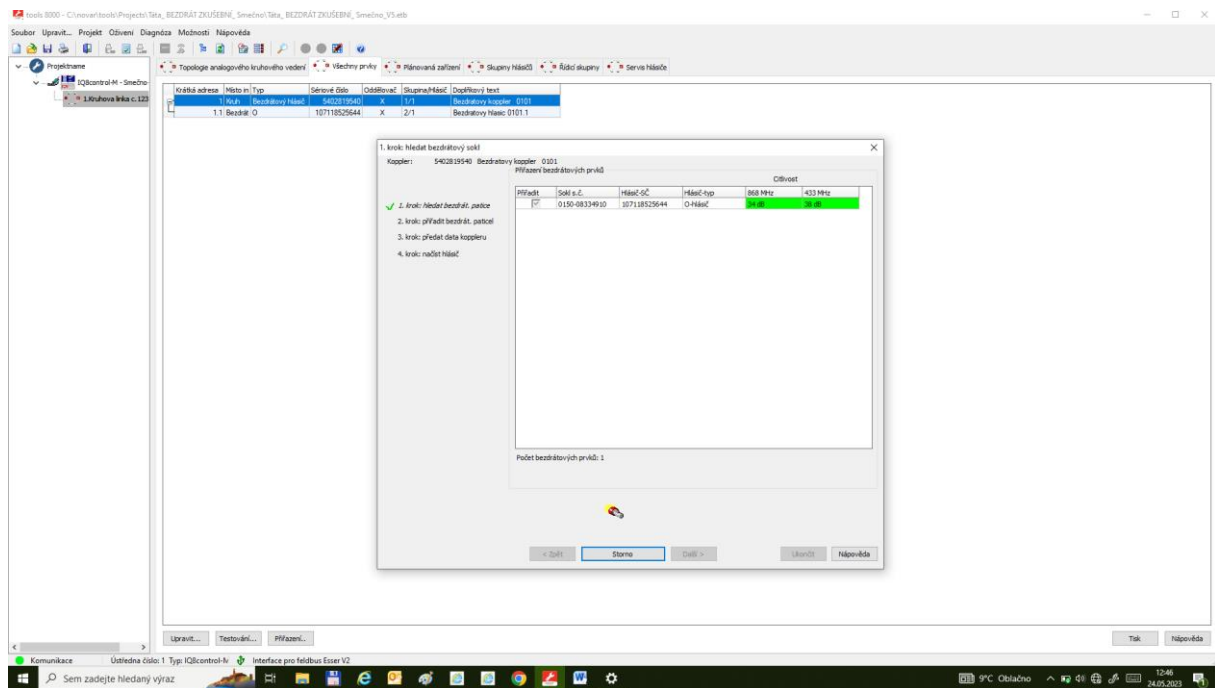 tools 8000 - C:\novar\tools\Projects\Táta_ BEZDRÁT ZKUŠEBNÍ_ Smečno\Táta_ BEZDRÁT ZKUŠEBNÍ_ Smečno_V5.etb
Soubor Upravit... Projekt Oživení Diagnóza Možnosti Nápověda
Projektname
IQ8control-M - Smečno
1.Kruhova linka c. 123
Topologie analogového kruhového vedení Všechny prvky Plánovaná zařízení Skupiny hlásičů Řídicí skupiny Servis hlásiče
Krátká adresa Místo in Typ Sériové číslo Oddělovač Skupina/Hlásič Doplňkový text
1 Kruh Bezdrátový hlásič 5402819540 X 1/1 Bezdratovy koppler 0101
1.1 Bezdrát O 107118525644 X 2/1 Bezdratovy hlasic 0101.1
1. krok: hledat bezdrátový sokl
Koppler: 5402819540 Bezdratovy koppler 0101
Přiřazení bezdrátových prvků
Citlivost
Přiřadit Sokl s.č. Hlásič-SČ Hlásič-typ 868 MHz 433 MHz
0150-08334910 107118525644 O-hlásič 34 dB 38 dB
1. krok: hledat bezdrát. patice
2. krok: přiřadit bezdrát. paticel
3. krok: předat data koppleru
4. krok: načíst hlásič
Počet bezdrátových prvků: 1
< Zpět Storno Další > Ukončit Nápověda
Upravit... Testování... Přiřazení.. Tisk Nápověda
Komunikace Ústředna číslo: 1 Typ: IQ8control-M Interface pro feldbus Esser V2
Sem zadejte hledaný výraz 9°C Oblačno 12:46
24.05.2023